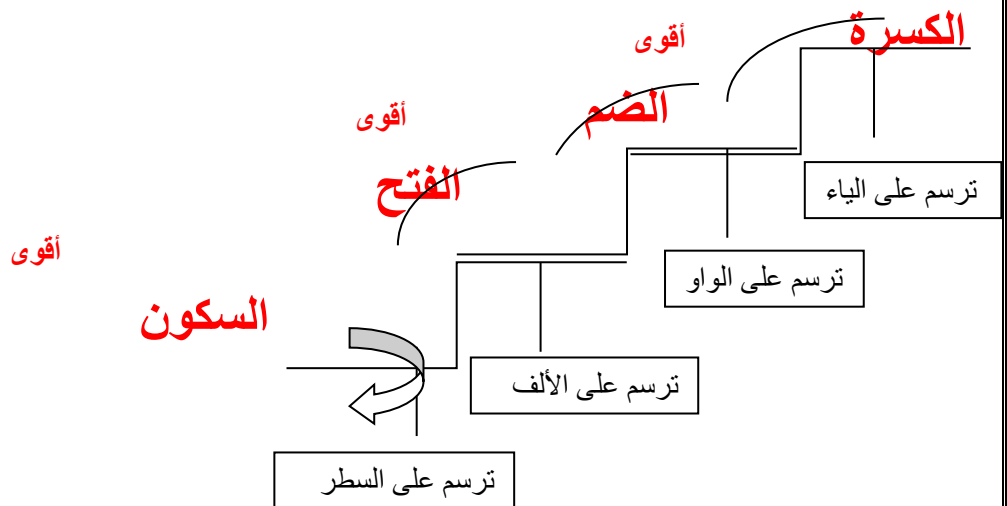 الكسرة
أقوى
الضم
أقوى
الفتح
ترسم على الياء
أقوى
ترسم على الواو
السكون
ترسم على الألف
ترسم على السطر